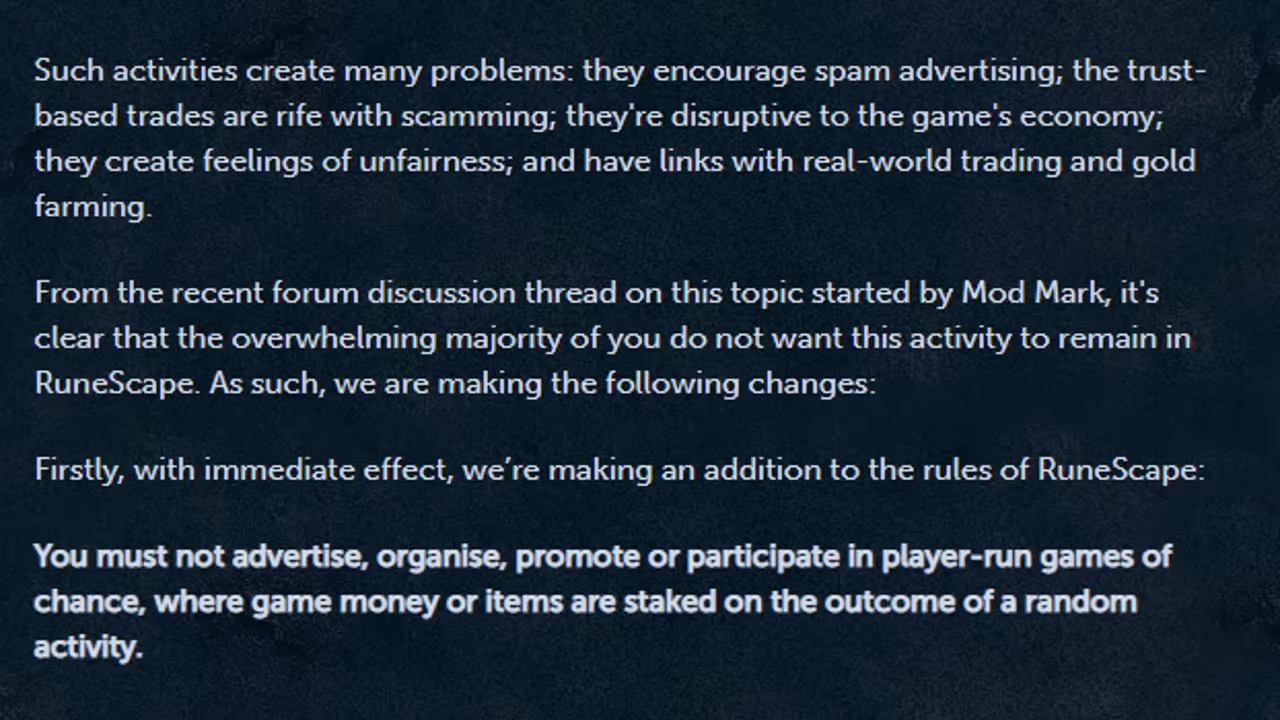 Such activities create many problems: they encourage spam advertising; the trust-
based trades are rife with scamming; they're disruptive to the game's economy;
they create feelings of unfairness; and have links with real-world trading and gold
farming.
From the recent forum discussion thread on this topic started by Mod Mark, it's
clear that the overwhelming majority of you do not want this activity to remain in
RuneScape. As such, we are making the following changes:
Firstly, with immediate effect, we’re making an addition to the rules of RuneScape:
You must not advertise, organise, promote or participate in player-run games of
chance, where game money or items are staked on the outcome of a random
activity.